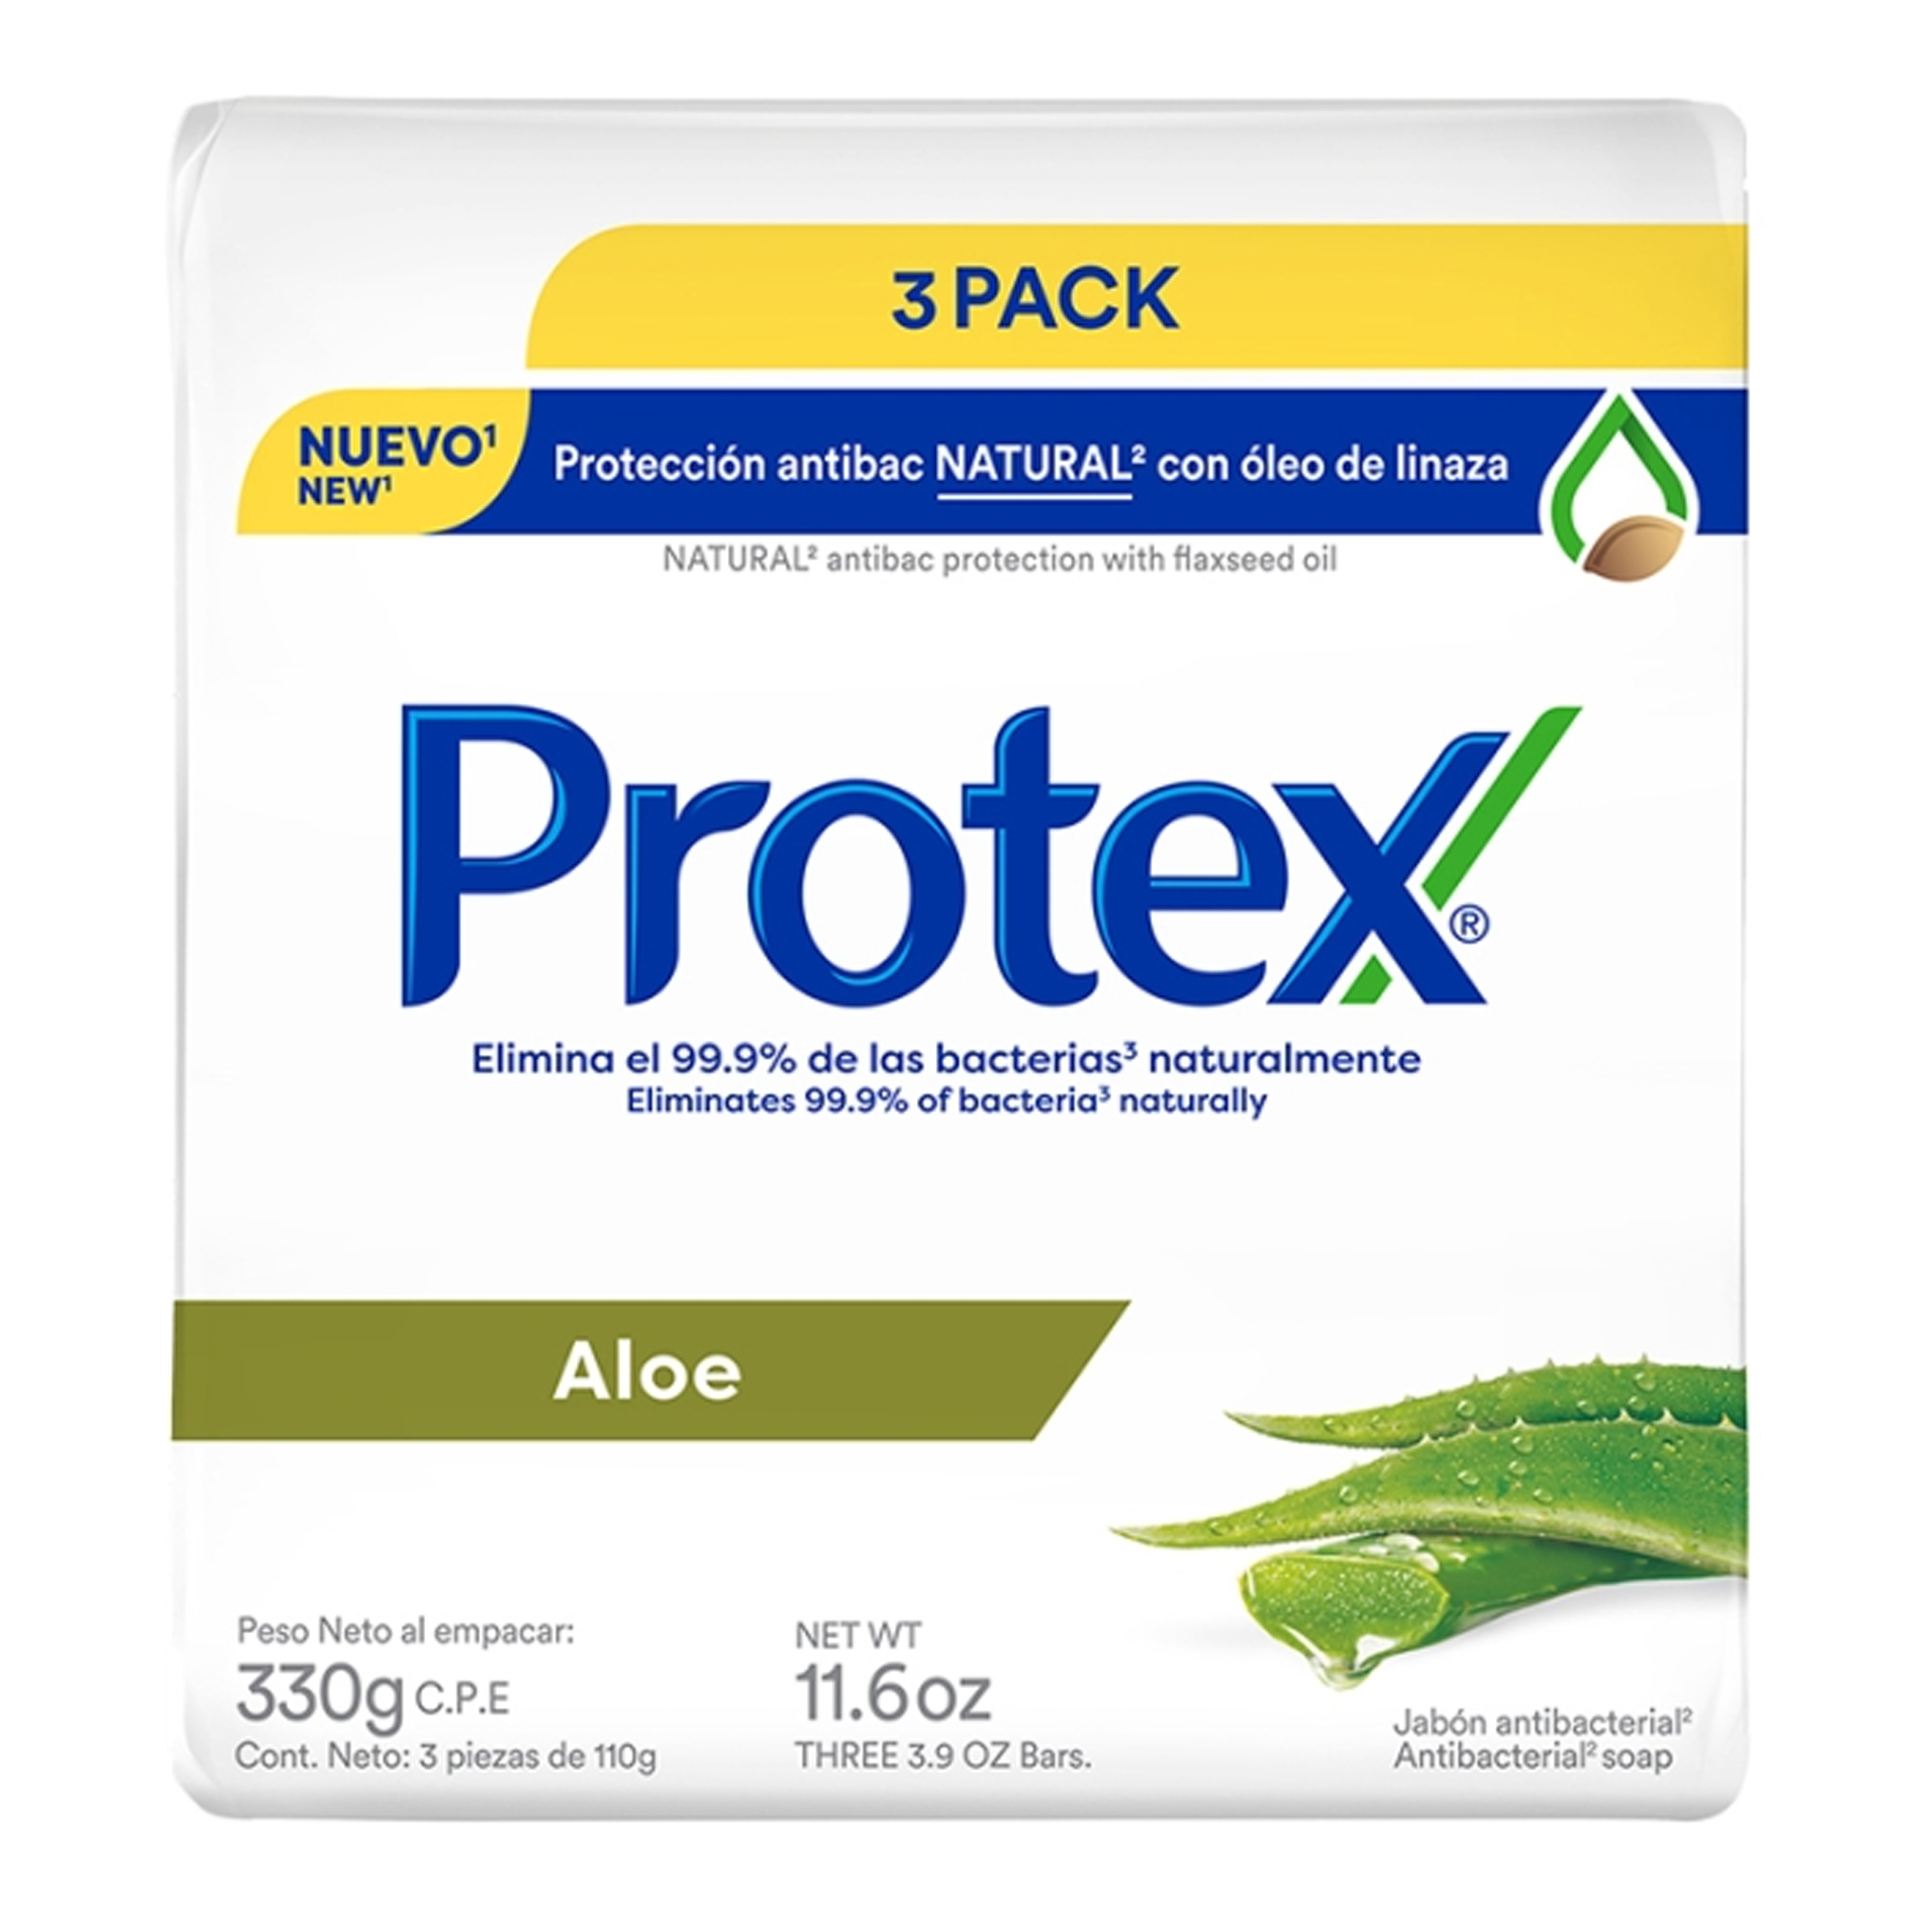 3 PACK
NUEVO¹
NEW¹
Protección antibac NATURAL² con óleo de linaza
NATURAL² antibac protection with flaxseed oil
Protex®
Elimina el 99.9% de las bacterias³ naturalmente
Eliminates 99.9% of bacteria³ naturally
Aloe
Peso Neto al empacar:
330g C.P.E
Cont. Neto: 3 piezas de 110g
NET WT
11.6 oz
THREE 3.9 OZ Bars.
Jabón antibacterial²
Antibacterial² soap